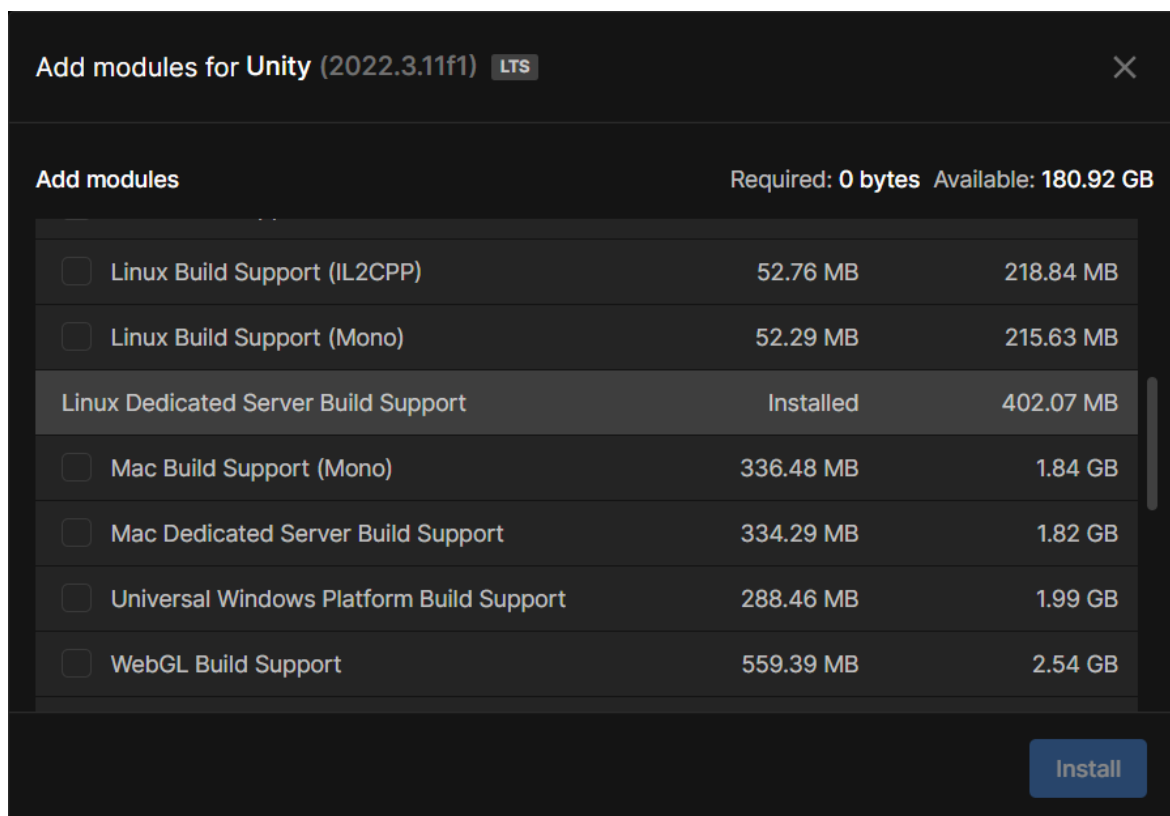 Add modules for Unity (2022.3.11f1) LTS
Add modules Required: 0 bytes Available: 180.92 GB
Linux Build Support (IL2CPP) 52.76 MB 218.84 MB
Linux Build Support (Mono) 52.29 MB 215.63 MB
Linux Dedicated Server Build Support Installed 402.07 MB
Mac Build Support (Mono) 336.48 MB 1.84 GB
Mac Dedicated Server Build Support 334.29 MB 1.82 GB
Universal Windows Platform Build Support 288.46 MB 1.99 GB
WebGL Build Support 559.39 MB 2.54 GB
Install